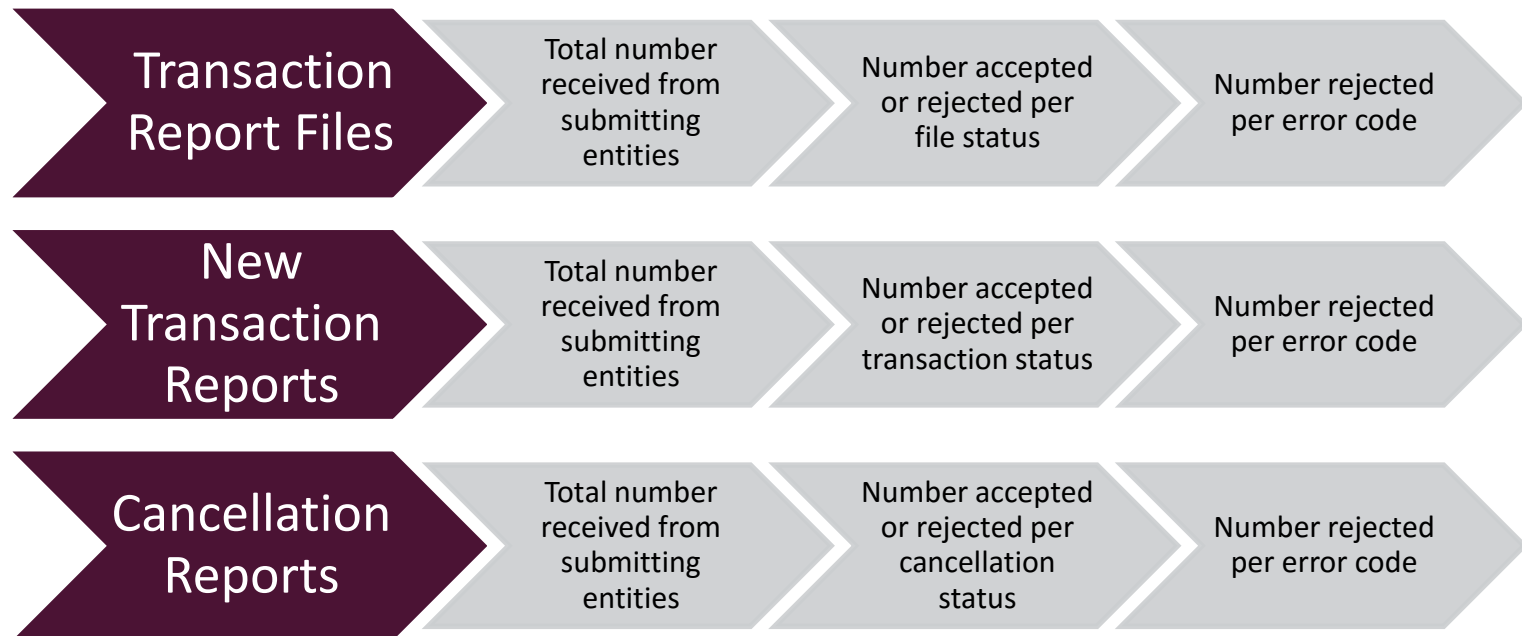 Transaction
Report Files
Total number
received from
submitting
entities
Number accepted
or rejected per
file status
Number rejected
per error code
New
Transaction
Reports
Total number
received from
submitting
entities
Number accepted
or rejected per
transaction status
Number rejected
per error code
Cancellation
Reports
Total number
received from
submitting
entities
Number accepted
or rejected per
cancellation
status
Number rejected
per error code